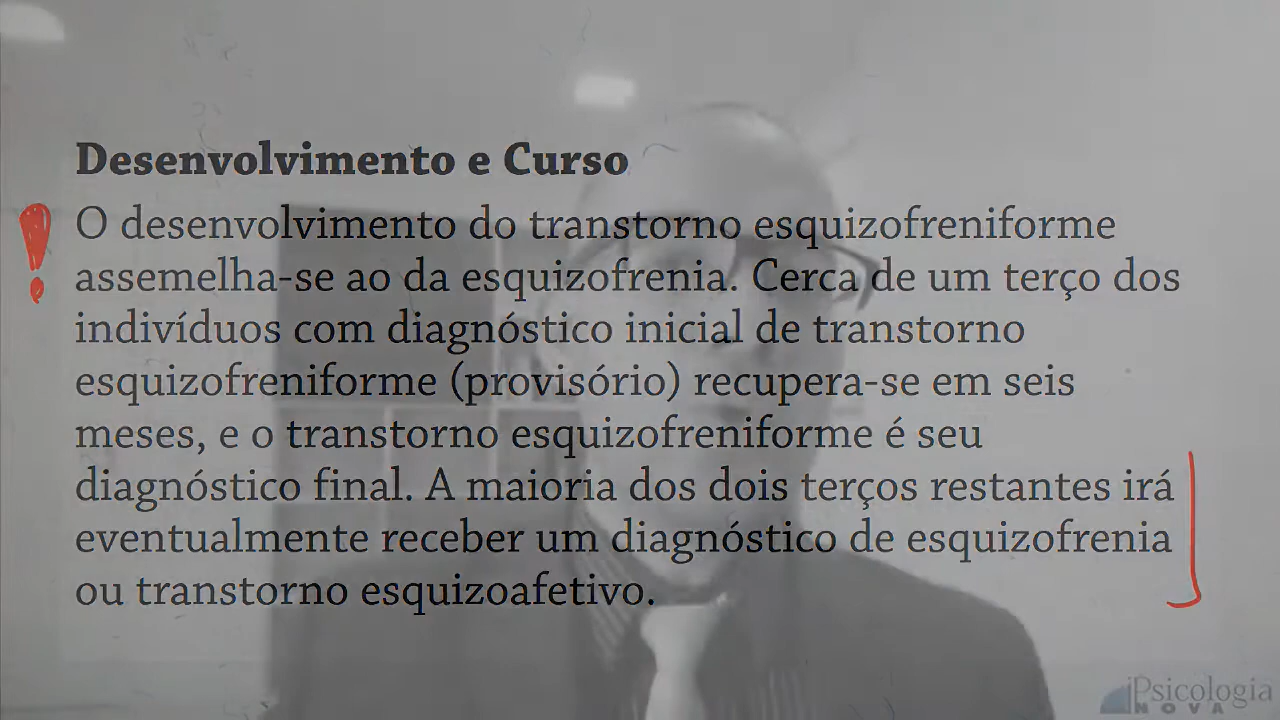 Desenvolvimento e Curso
O desenvolvimento do transtorno esquizofreniforme
assemelha-se ao da esquizofrenia. Cerca de um terço dos
indivíduos com diagnóstico inicial de transtorno
esquizofreniforme (provisório) recupera-se em seis
meses, e o transtorno esquizofreniforme é seu
diagnóstico final. A maioria dos dois terços restantes irá
eventualmente receber um diagnóstico de esquizofrenia
ou transtorno esquizoafetivo.
Psicologia
NOVA